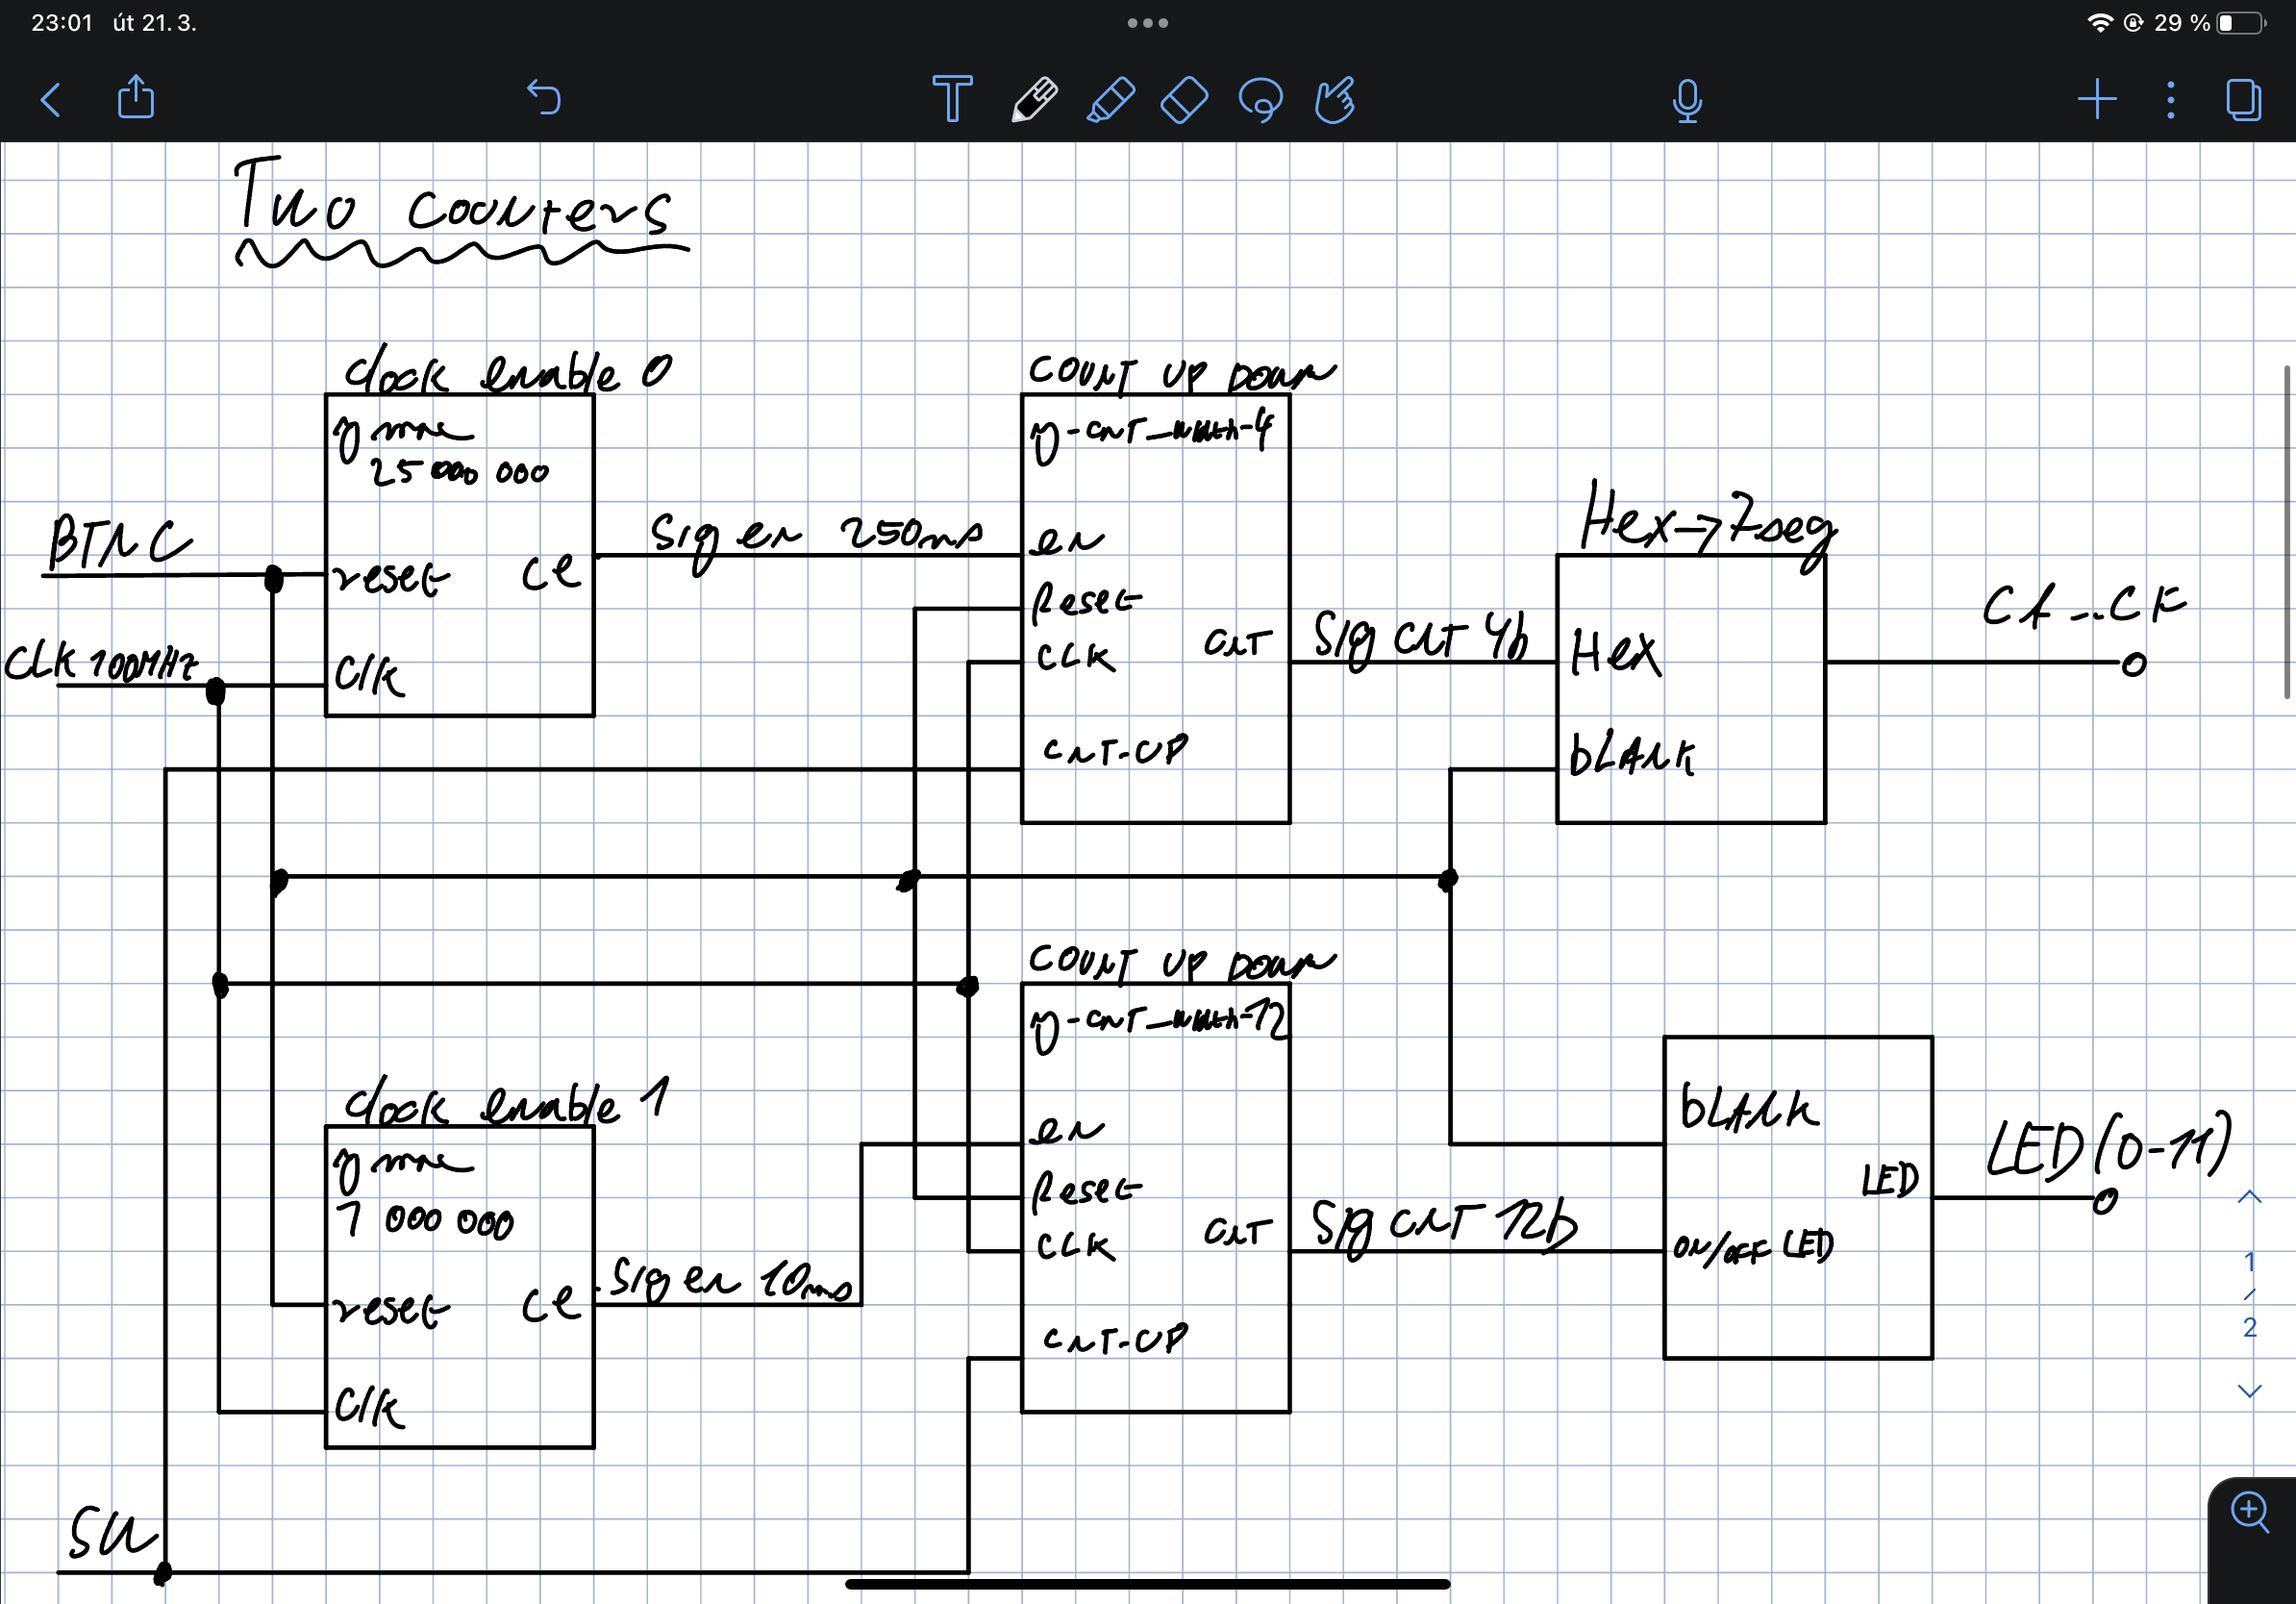 23:01 út 21. 3.
29 %
Two counters
clock enable 0
g max
25 000 000
BTNC
reset
ce
CLK 100MHz
Clk
Sig en 250ms
COUNT UP DOWN
g-CNT_width-4
en
Reset
CLK
CNT
CNT-UP
Sig CNT 4b
Hex→7seg
Hex
bLANK
CA...CF
clock enable 1
g max
1 000 000
reset
ce
Clk
Sig en 10ms
COUNT UP DOWN
g-CNT_width-12
en
Reset
CLK
CNT
CNT-UP
Sig CNT 12b
bLANK
LED
ON/OFF LED
LED(0-11)
SW
1
/
2